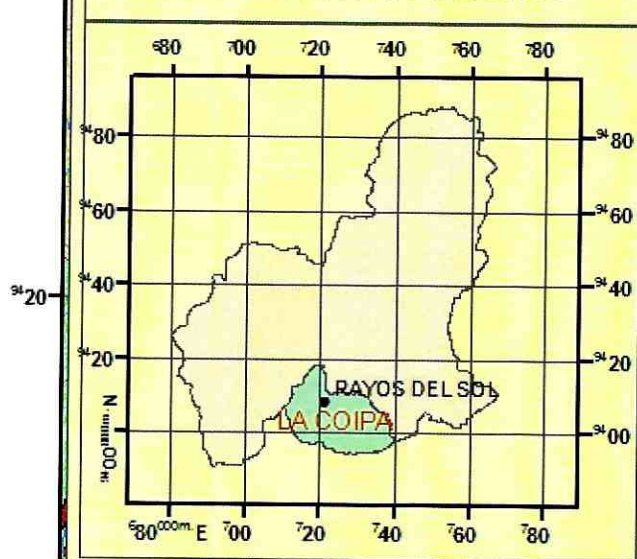 ⁶80 ⁷00 ⁷20 ⁷40 ⁷60 ⁷80
⁹⁴80 ⁹⁴80
⁹⁴60 ⁹⁴60
⁹⁴20
⁹⁴40 ⁹⁴40
⁹⁴20 ⁹⁴20
RAYOS DEL SOL
LA COIPA
⁹⁴00⁰⁰⁰ᵐ· N ⁹⁴00
⁶80⁰⁰⁰ᵐ· E ⁷00 ⁷20 ⁷40 ⁷60 ⁷80